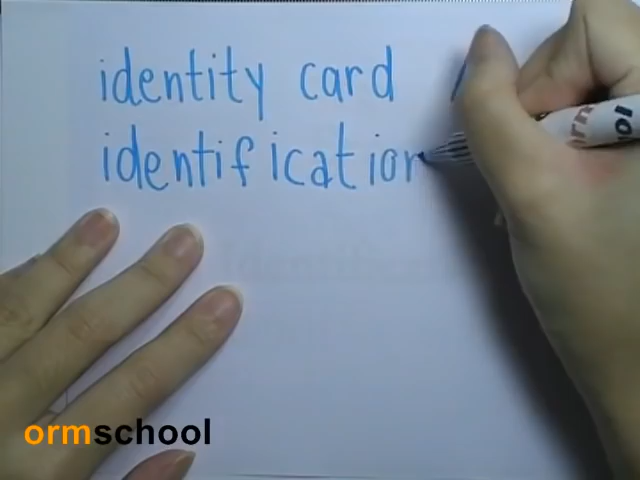 identity card /
identification
ormschool